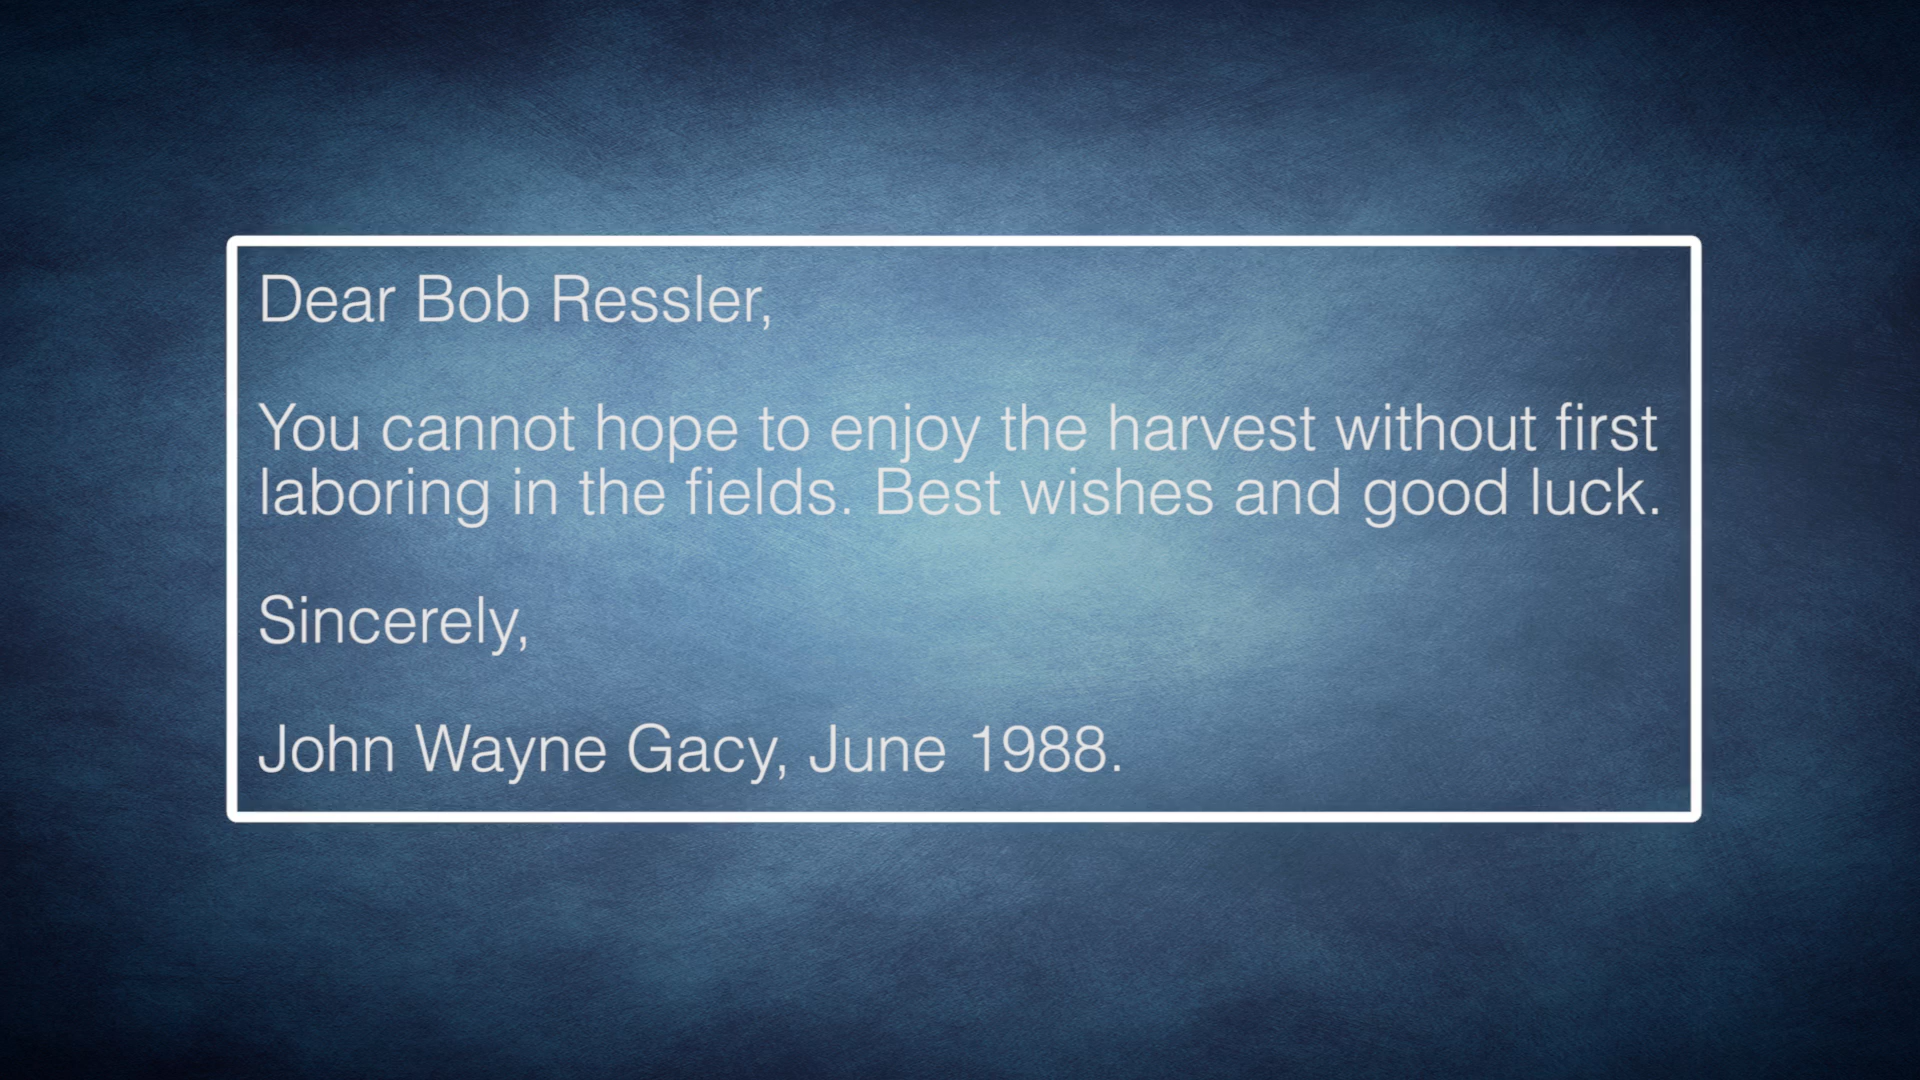 Dear Bob Ressler,
You cannot hope to enjoy the harvest without first
laboring in the fields. Best wishes and good luck.
Sincerely,
John Wayne Gacy, June 1988.